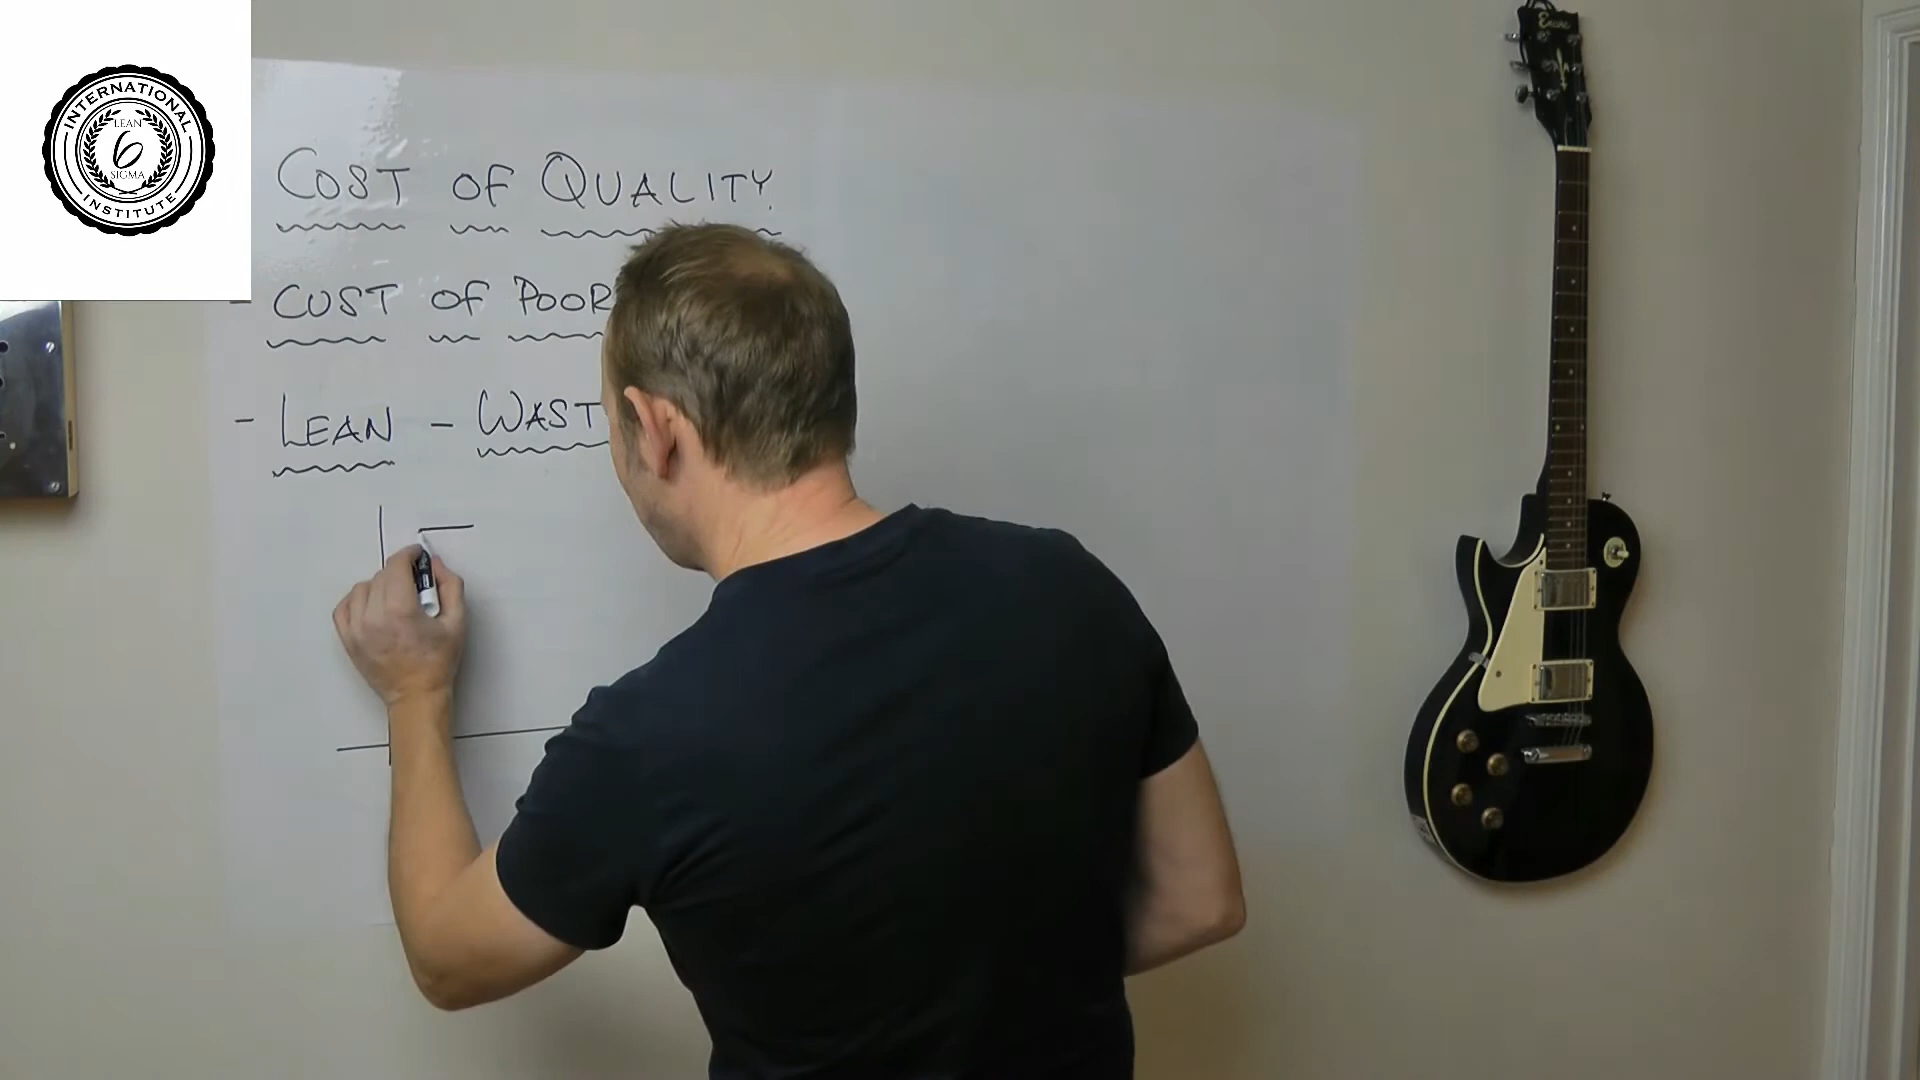 INTERNATIONAL
LEAN
6
SIGMA
INSTITUTE
COST OF QUALITY
- COST OF POOR
- LEAN - WAST